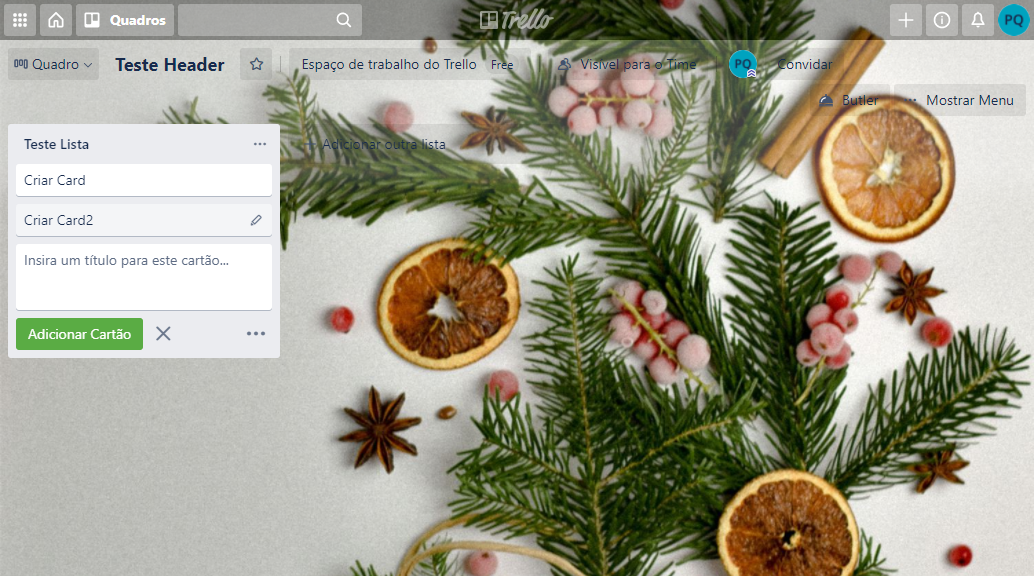 Quadros
Trello
PQ
Quadro
Teste Header
Espaço de trabalho do Trello
Free
Visível para o Time
PQ
Convidar
Butler
Mostrar Menu
Teste Lista
Adicionar outra lista
Criar Card
Criar Card2
Insira um título para este cartão...
Adicionar Cartão